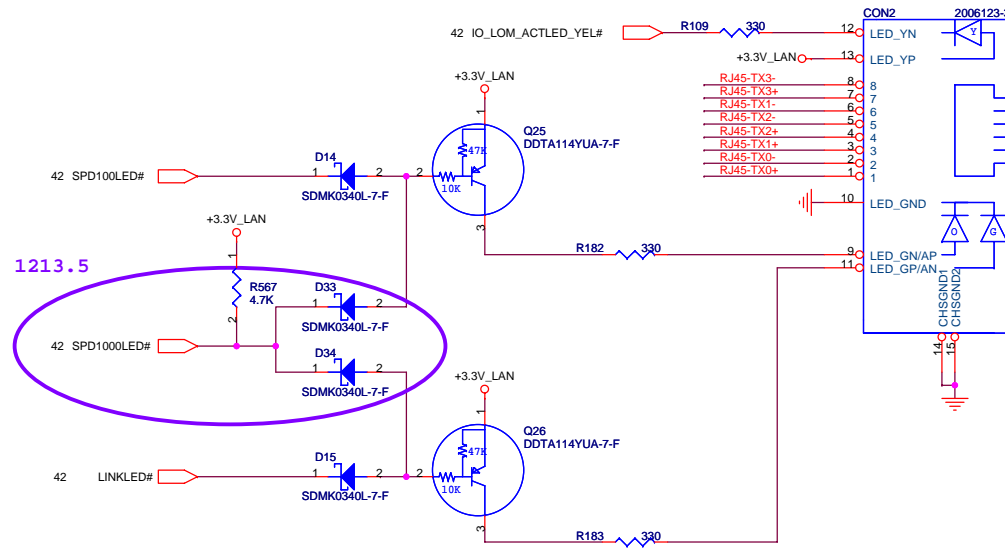 CON2 2006123-
42 IO_LOM_ACTLED_YEL# R109 330 12 LED_YN Y
+3.3V_LAN 13 LED_YP
+3.3V_LAN
RJ45-TX3- 8 8
RJ45-TX3+ 7 7
RJ45-TX1- 6 6
RJ45-TX2- 5 5
RJ45-TX2+ 4 4
RJ45-TX1+ 3 3
RJ45-TX0- 2 2
RJ45-TX0+ 1 1
1
Q25
DDTA114YUA-7-F
47K
10K
3
D14
42 SPD100LED# 1 2 2
SDMK0340L-7-F
10 LED_GND
O G
+3.3V_LAN
R182 330 9 LED_GN/AP
11 LED_GP/AN
1213.5
1
R567
4.7K
2
D33
1 2
SDMK0340L-7-F
42 SPD1000LED#
D34
1 2
SDMK0340L-7-F
CHSGND1
CHSGND2
14
15
+3.3V_LAN
1
Q26
DDTA114YUA-7-F
47K
10K
3
D15
42 LINKLED# 1 2 2
SDMK0340L-7-F
R183 330